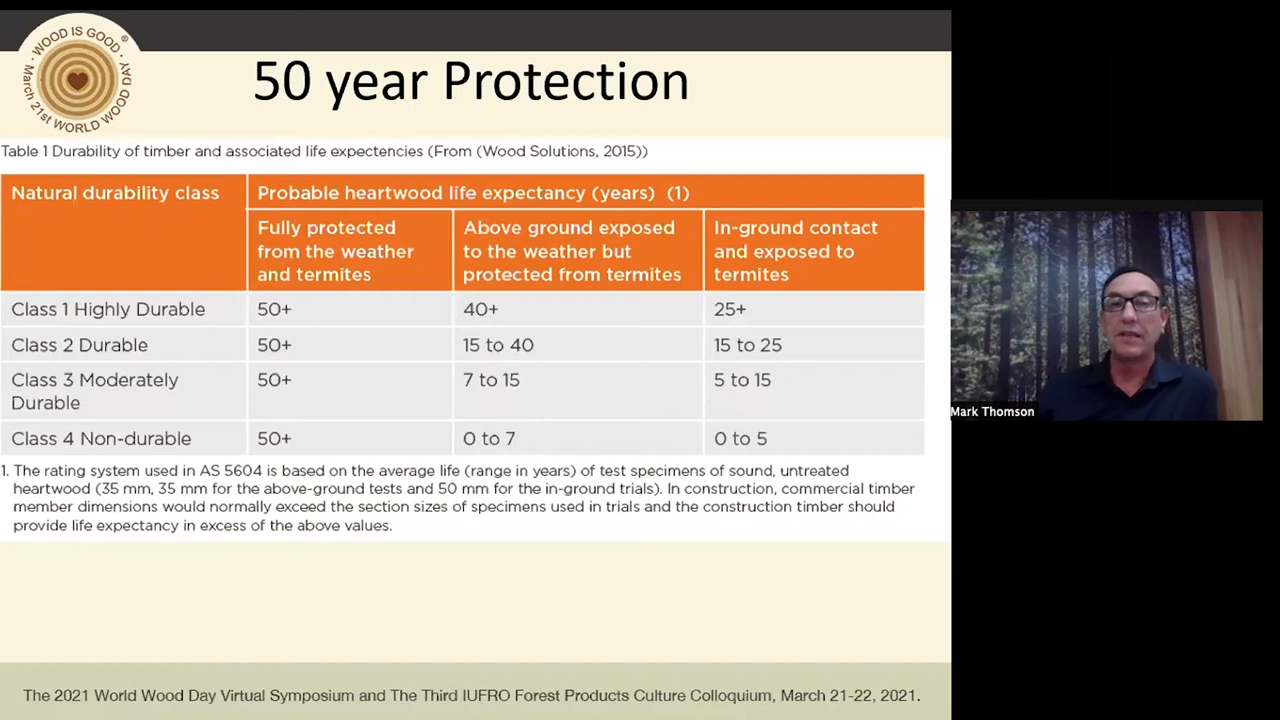 WOOD IS GOOD ®
March 21st WORLD WOOD DAY
50 year Protection
Table 1 Durability of timber and associated life expectencies (From (Wood Solutions, 2015))
Natural durability class
Probable heartwood life expectancy (years) (1)
Fully protected from the weather and termites
Above ground exposed to the weather but protected from termites
In-ground contact and exposed to termites
Class 1 Highly Durable 50+ 40+ 25+
Class 2 Durable 50+ 15 to 40 15 to 25
Class 3 Moderately Durable 50+ 7 to 15 5 to 15
Class 4 Non-durable 50+ 0 to 7 0 to 5
1. The rating system used in AS 5604 is based on the average life (range in years) of test specimens of sound, untreated
heartwood (35 mm, 35 mm for the above-ground tests and 50 mm for the in-ground trials). In construction, commercial timber
member dimensions would normally exceed the section sizes of specimens used in trials and the construction timber should
provide life expectancy in excess of the above values.
Mark Thomson
The 2021 World Wood Day Virtual Symposium and The Third IUFRO Forest Products Culture Colloquium, March 21-22, 2021.